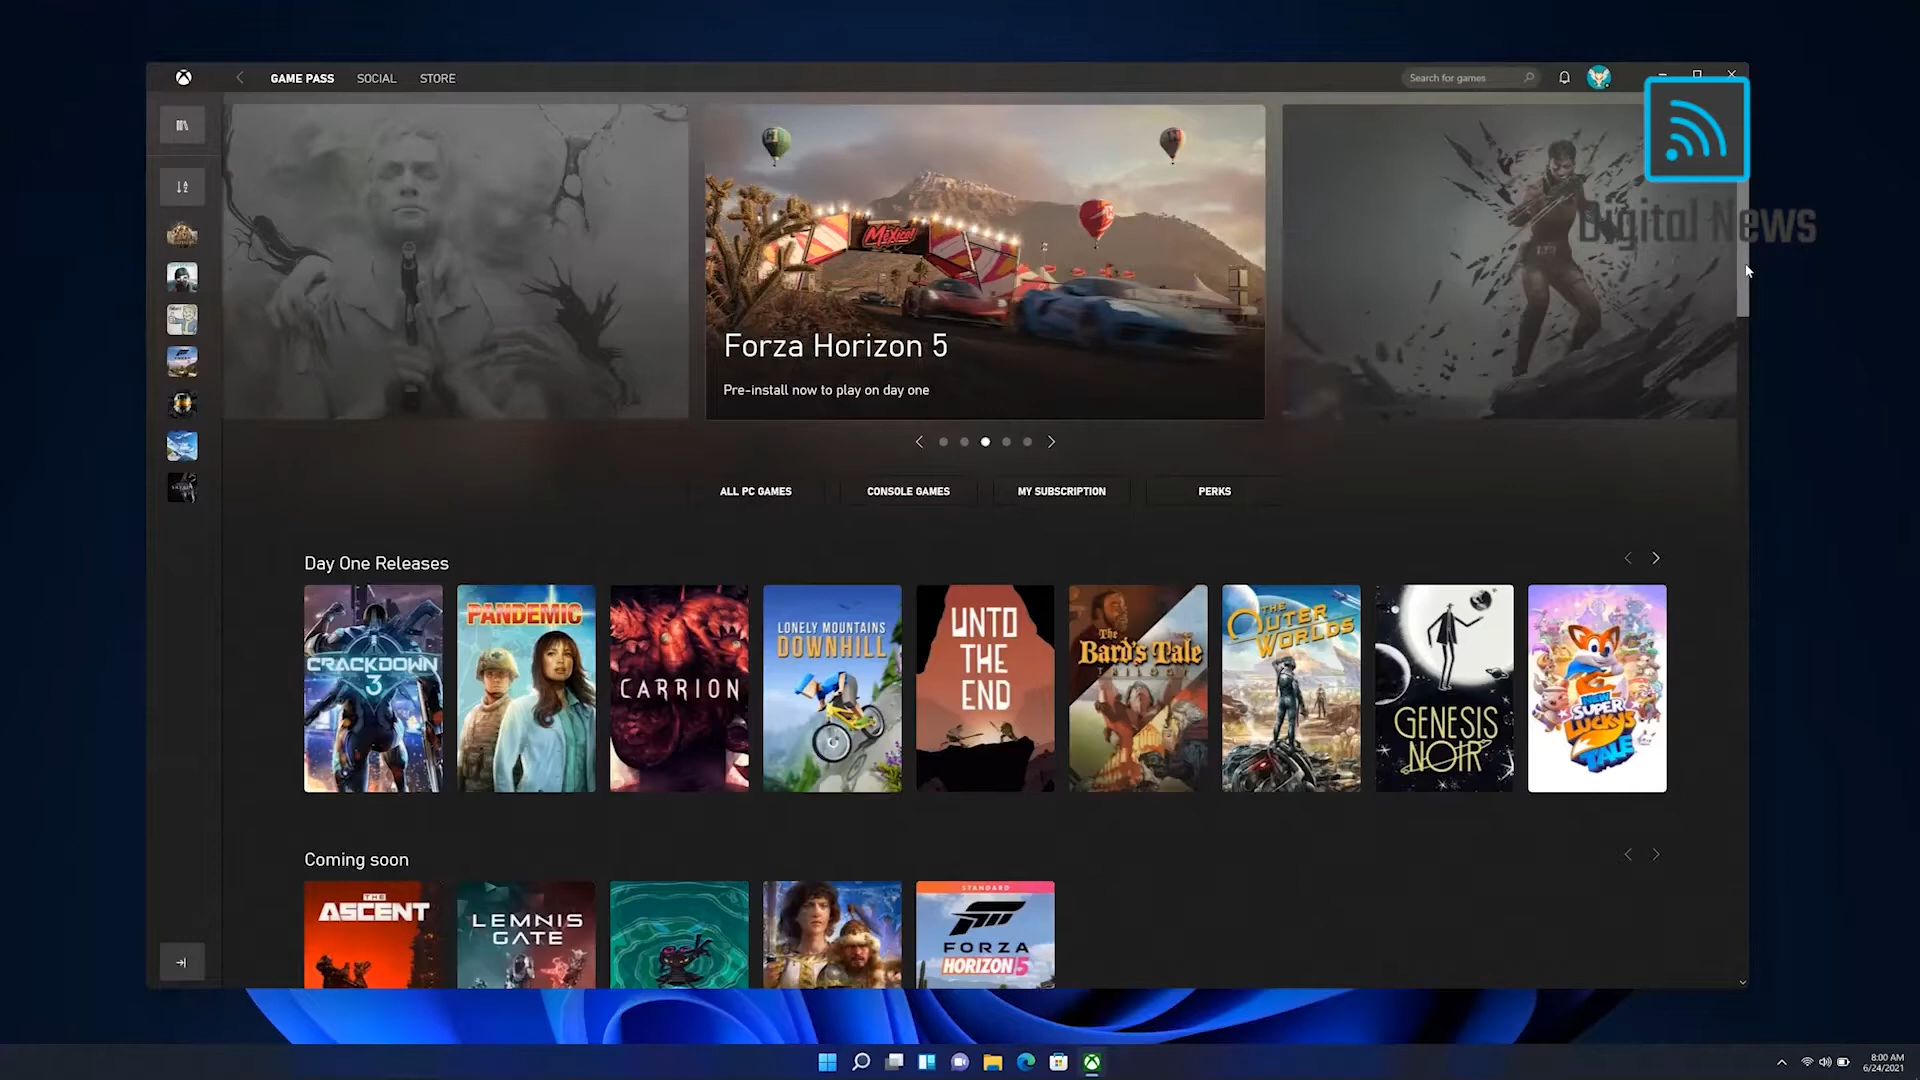 GAME PASS SOCIAL STORE Search for games
Digital News
México!
Forza Horizon 5
Pre-install now to play on day one
ALL PC GAMES CONSOLE GAMES MY SUBSCRIPTION PERKS
Day One Releases
CRACKDOWN 3
PANDEMIC
CARRION
LONELY MOUNTAINS
DOWNHILL
UNTO
THE
END
The
Bard's Tale
TRILOGY
THE
OUTER
WORLDS
GENESIS
NOIR
NEW
SUPER
LUCKY'S
TALE
Coming soon
THE
ASCENT
LEMNIS
GATE
STANDARD
FORZA
HORIZON 5
8:00 AM
6/24/2021